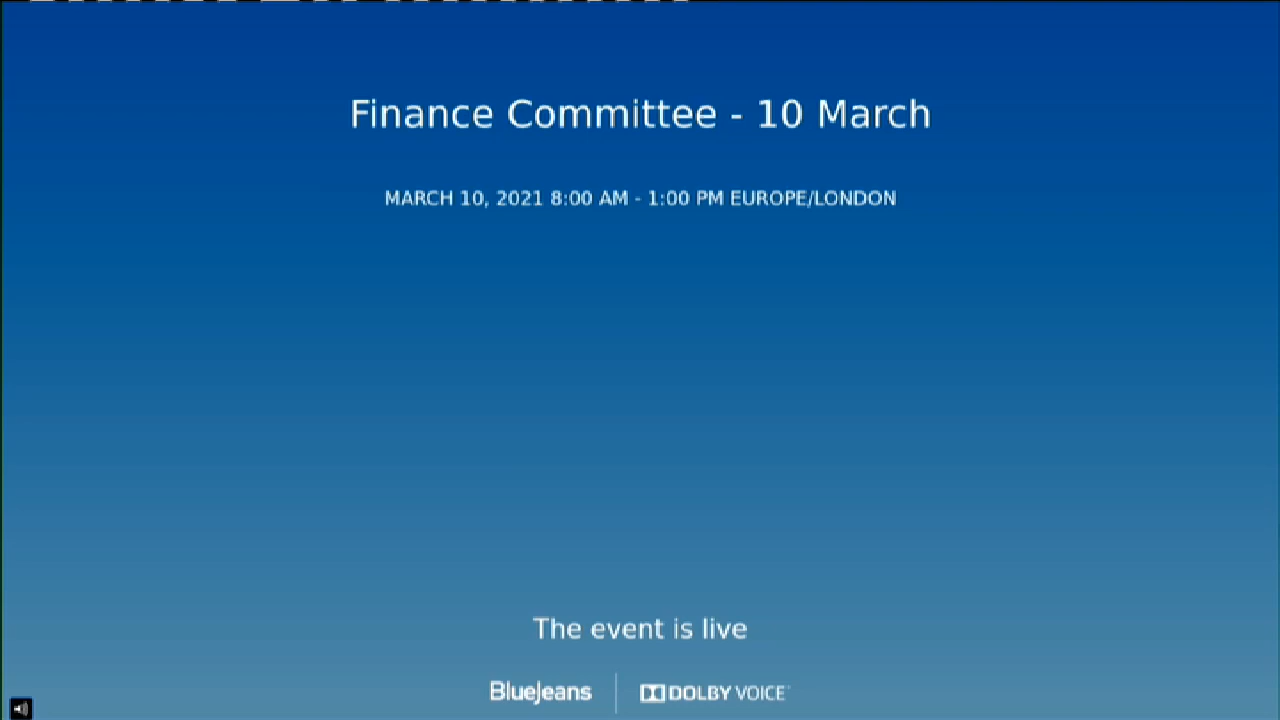 Finance Committee - 10 March
MARCH 10, 2021 8:00 AM - 1:00 PM EUROPE/LONDON
The event is live
BlueJeans
DOLBY VOICE